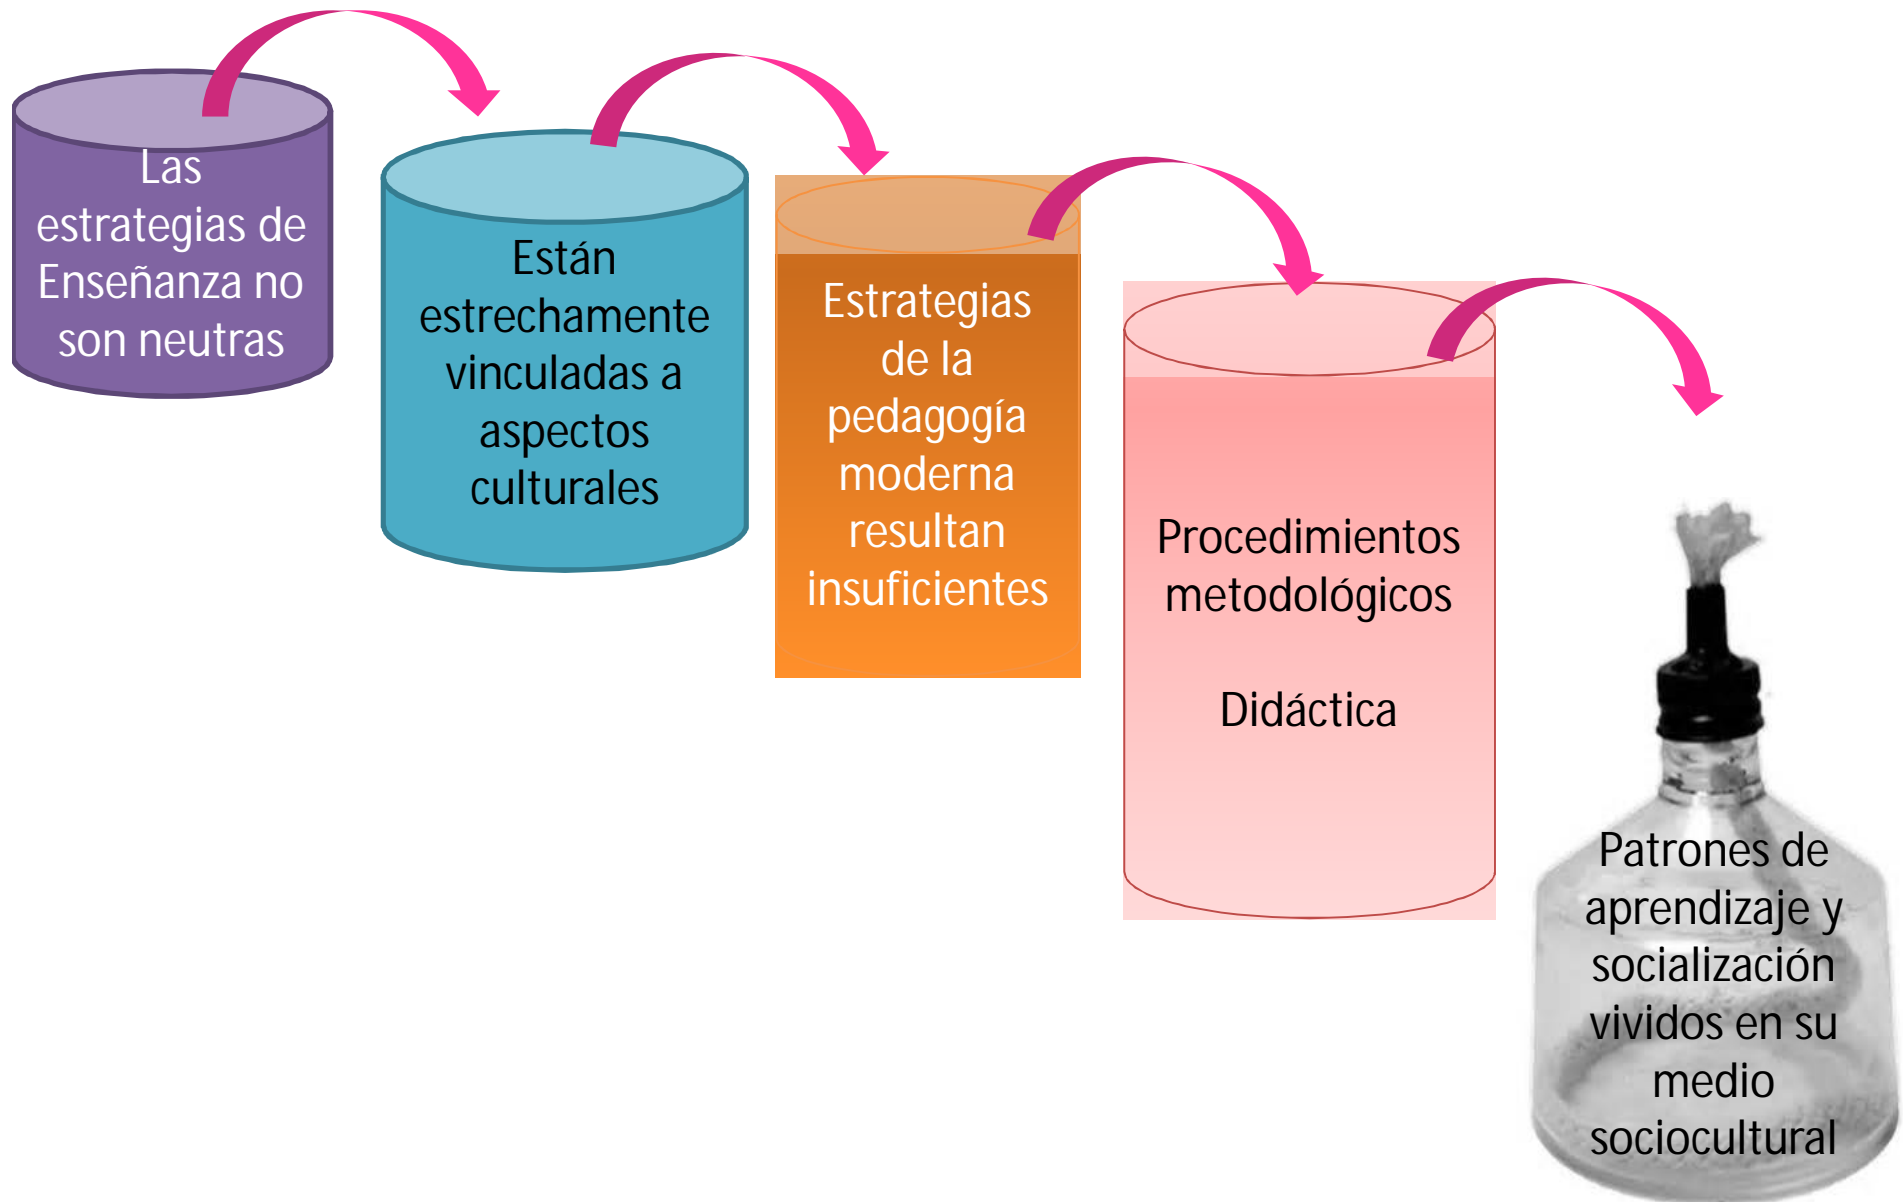 Las
estrategias de
Enseñanza no
son neutras
Están
estrechamente
vinculadas a
aspectos
culturales
Estrategias
de la
pedagogía
moderna
resultan
insuficientes
Procedimientos
metodológicos
Didáctica
Patrones de
aprendizaje y
socialización
vividos en su
medio
sociocultural